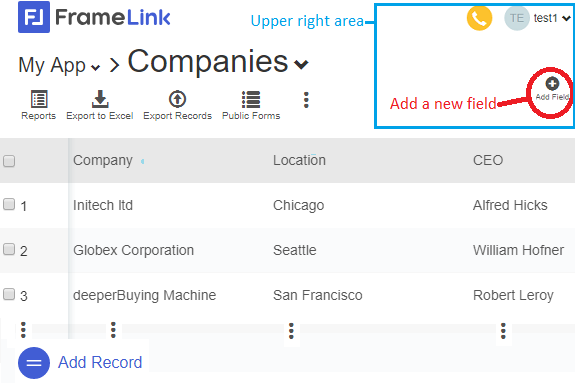 FrameLink
Upper right area
TE test1
My App > Companies
Add a new field
Add Field
Reports Export to Excel Export Records Public Forms
Company Location CEO
1 Initech ltd Chicago Alfred Hicks
2 Globex Corporation Seattle William Hofner
3 deeperBuying Machine San Francisco Robert Leroy
Add Record